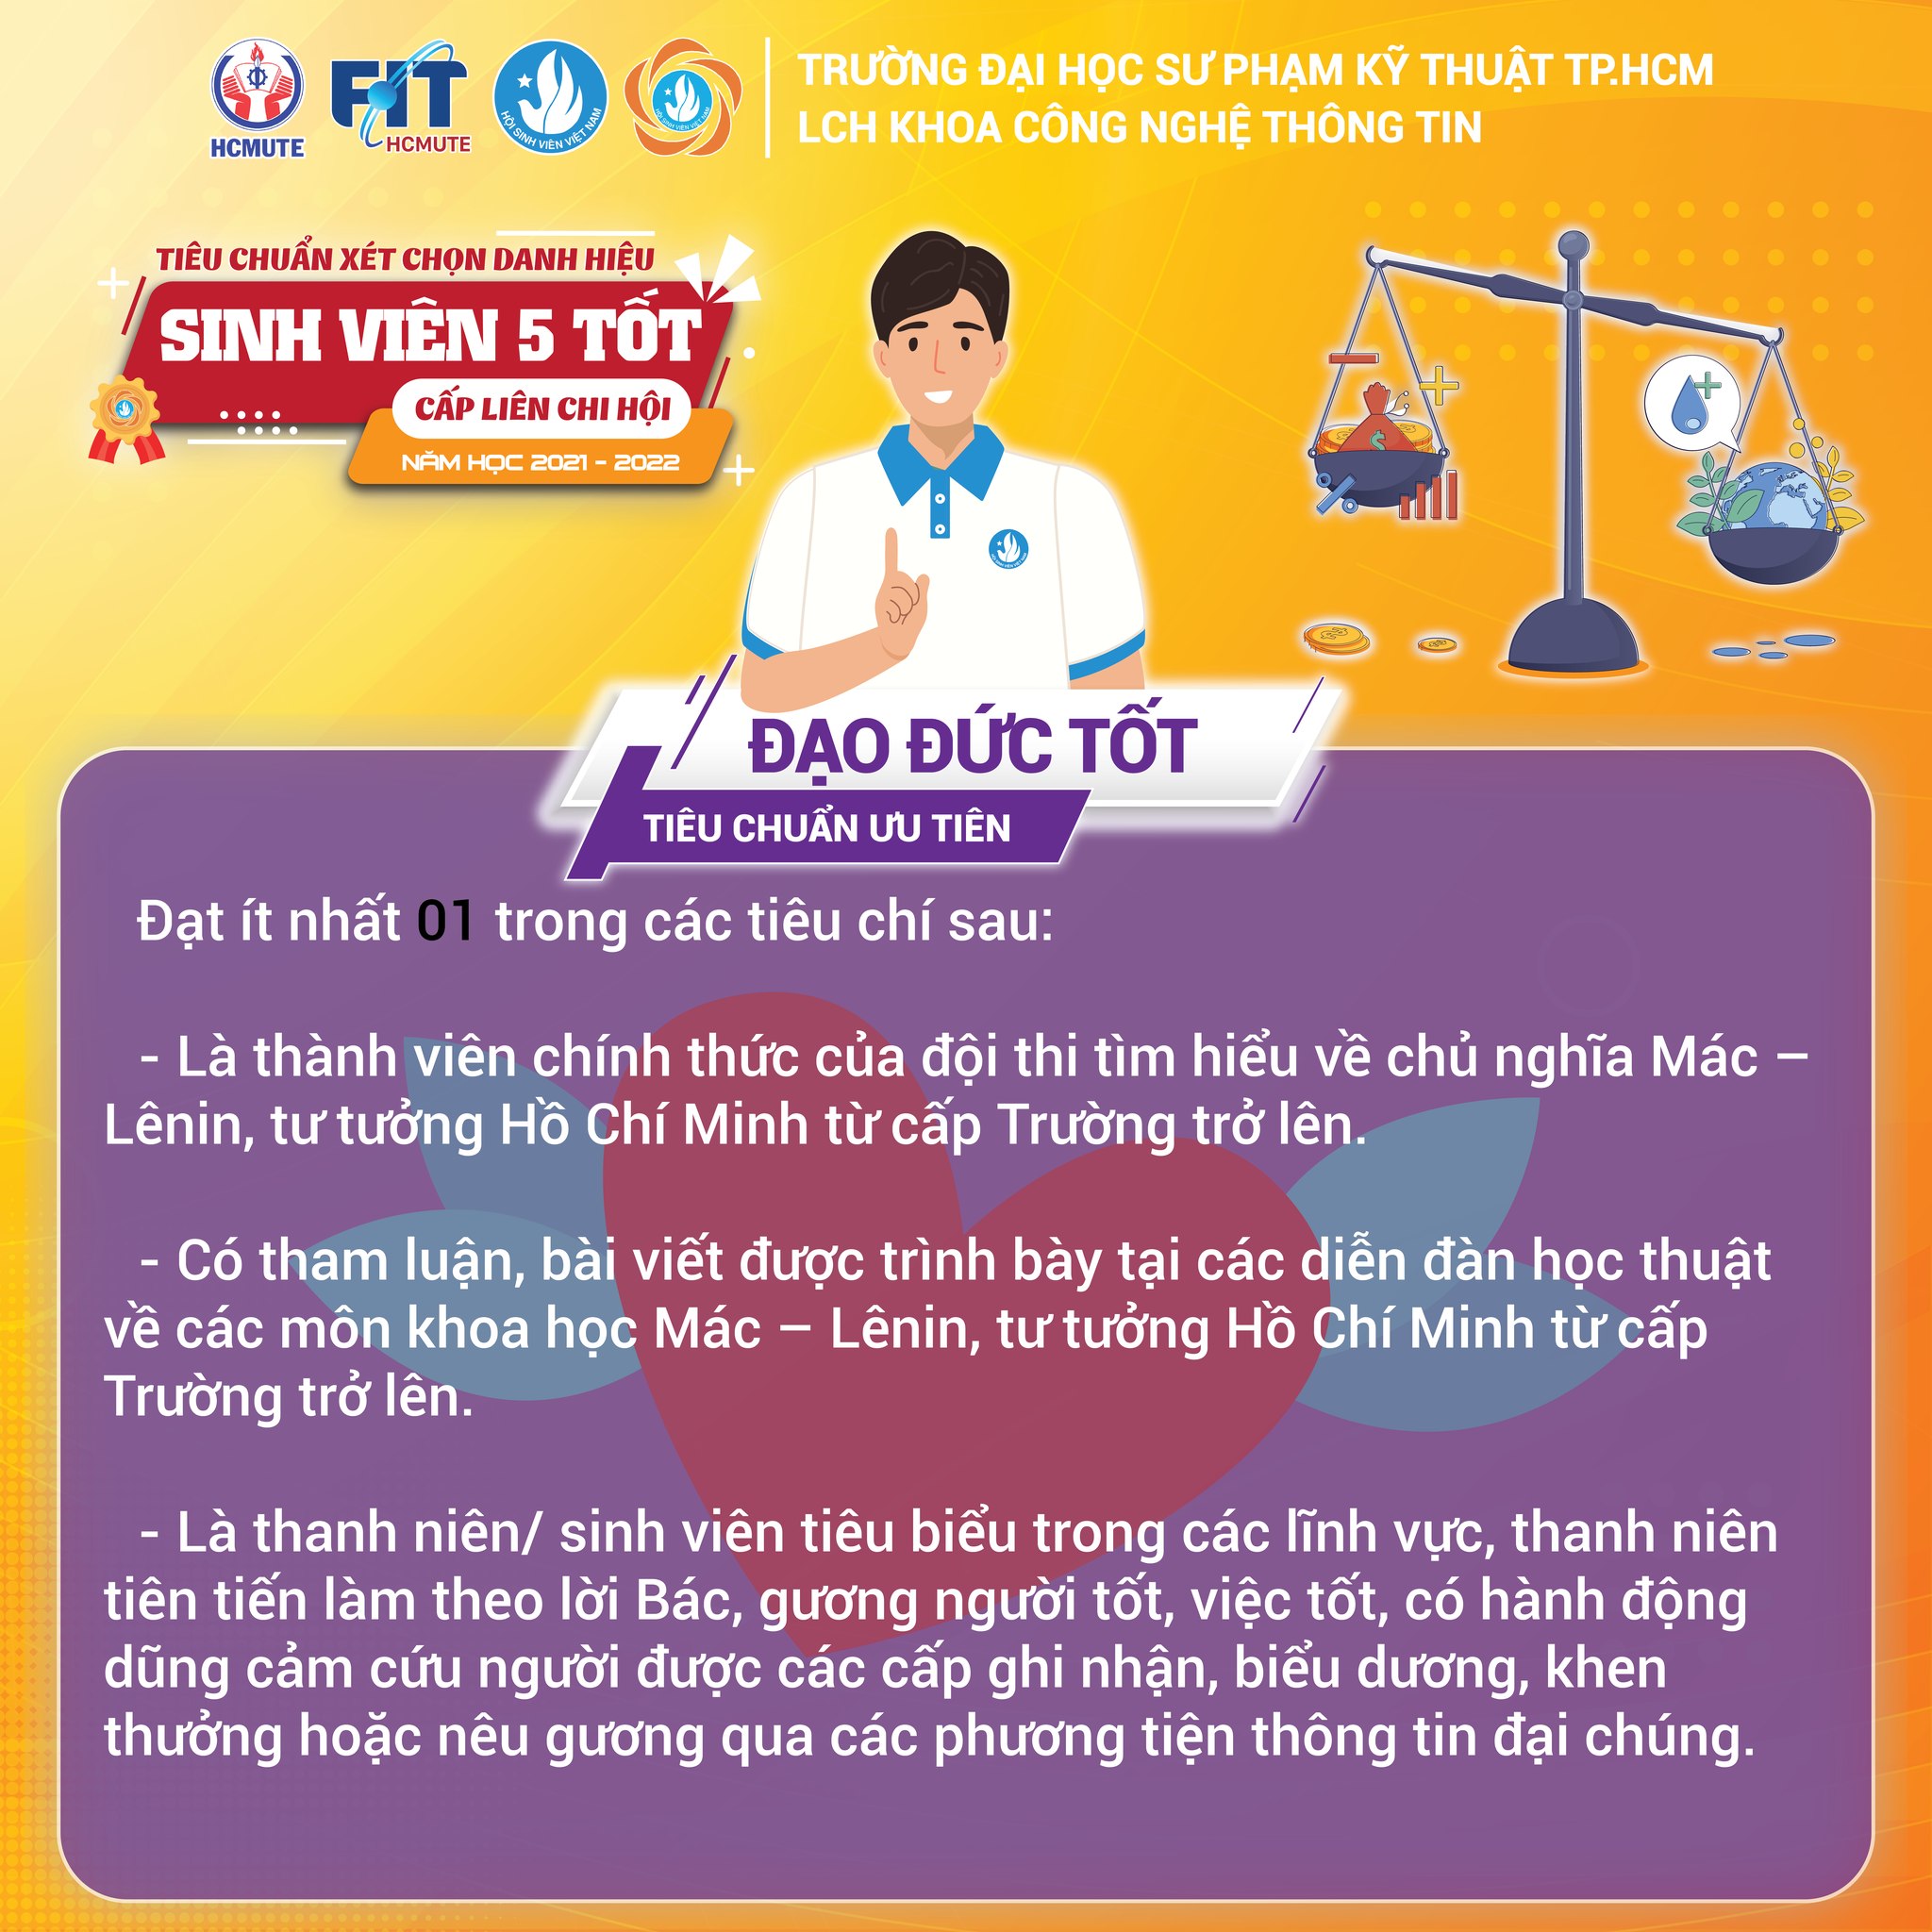 HCMUTE
FIT
HCMUTE
HỘI SINH VIÊN VIỆT NAM
TRƯỜNG ĐẠI HỌC SƯ PHẠM KỸ THUẬT TP.HCM
LCH KHOA CÔNG NGHỆ THÔNG TIN
TIÊU CHUẨN XÉT CHỌN DANH HIỆU
SINH VIÊN 5 TỐT
CẤP LIÊN CHI HỘI
NĂM HỌC 2021 - 2022
ĐẠO ĐỨC TỐT
TIÊU CHUẨN ƯU TIÊN
Đạt ít nhất 01 trong các tiêu chí sau:
- Là thành viên chính thức của đội thi tìm hiểu về chủ nghĩa Mác –
Lênin, tư tưởng Hồ Chí Minh từ cấp Trường trở lên.
- Có tham luận, bài viết được trình bày tại các diễn đàn học thuật
về các môn khoa học Mác – Lênin, tư tưởng Hồ Chí Minh từ cấp
Trường trở lên.
- Là thanh niên/ sinh viên tiêu biểu trong các lĩnh vực, thanh niên
tiên tiến làm theo lời Bác, gương người tốt, việc tốt, có hành động
dũng cảm cứu người được các cấp ghi nhận, biểu dương, khen
thưởng hoặc nêu gương qua các phương tiện thông tin đại chúng.